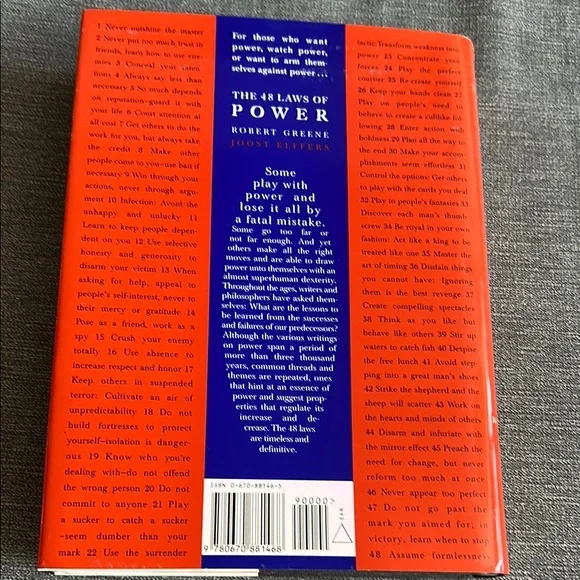 1 Never outshine the master
2 Never put too much trust in
friends, learn how to use ene-
mies 3 Conceal your inten-
tions 4 Always say less than
necessary 5 So much depends
on reputation–guard it with
your life 6 Court attention at
all cost 7 Get others to do the
work for you, but always take
the credit 8 Make other
people come to you–use bait if
necessary 9 Win through your
actions, never through argu-
ment 10 Infection: Avoid the
unhappy and unlucky 11
Learn to keep people depen-
dent on you 12 Use selective
honesty and generosity to
disarm your victim 13 When
asking for help, appeal to
people's self-interest, never to
their mercy or gratitude 14
Pose as a friend, work as a
spy 15 Crush your enemy
totally 16 Use absence to
increase respect and honor 17
Keep others in suspended
terror: Cultivate an air of
unpredictability 18 Do not
build fortresses to protect
yourself–isolation is danger-
ous 19 Know who you're
dealing with–do not offend
the wrong person 20 Do not
commit to anyone 21 Play
a sucker to catch a sucker
–seem dumber than your
mark 22 Use the surrender
For those who want
power, watch power,
or want to arm them-
selves against power . . .
THE 48 LAWS OF
POWER
ROBERT GREENE
JOOST ELFFERS
Some
play with
power and
lose it all by
a fatal mistake.
Some go too far or
not far enough. And yet
others make all the right
moves and are able to draw
power unto themselves with an
almost superhuman dexterity.
Throughout the ages, writers and
philosophers have asked them-
selves: What are the lessons to
be learned from the successes
and failures of our predecessors?
Although the various writings
on power span a period of
more than three thousand
years, common threads and
themes are repeated, ones
that hint at an essence of
power and suggest prop-
erties that regulate its
increase and de-
crease. The 48 laws
are timeless and
definitive.
ISBN 0-670-88146-5
90000>
EAN
9 780670 881468
tactic: Transform weakness into
power 23 Concentrate your
forces 24 Play the perfect
courtier 25 Re-create yourself
26 Keep your hands clean 27
Play on people's need to
believe to create a cultlike fol-
lowing 28 Enter action with
boldness 29 Plan all the way to
the end 30 Make your accom-
plishments seem effortless 31
Control the options: Get others
to play with the cards you deal
32 Play to people's fantasies 33
Discover each man's thumb-
screw 34 Be royal in your own
fashion: Act like a king to be
treated like one 35 Master the
art of timing 36 Disdain things
you cannot have: Ignoring
them is the best revenge 37
Create compelling spectacles
38 Think as you like but
behave like others 39 Stir up
waters to catch fish 40 Despise
the free lunch 41 Avoid step-
ping into a great man's shoes
42 Strike the shepherd and the
sheep will scatter 43 Work on
the hearts and minds of others
44 Disarm and infuriate with
the mirror effect 45 Preach the
need for change, but never
reform too much at once
46 Never appear too perfect
47 Do not go past the
mark you aimed for; in
victory, learn when to stop
48 Assume formlessness